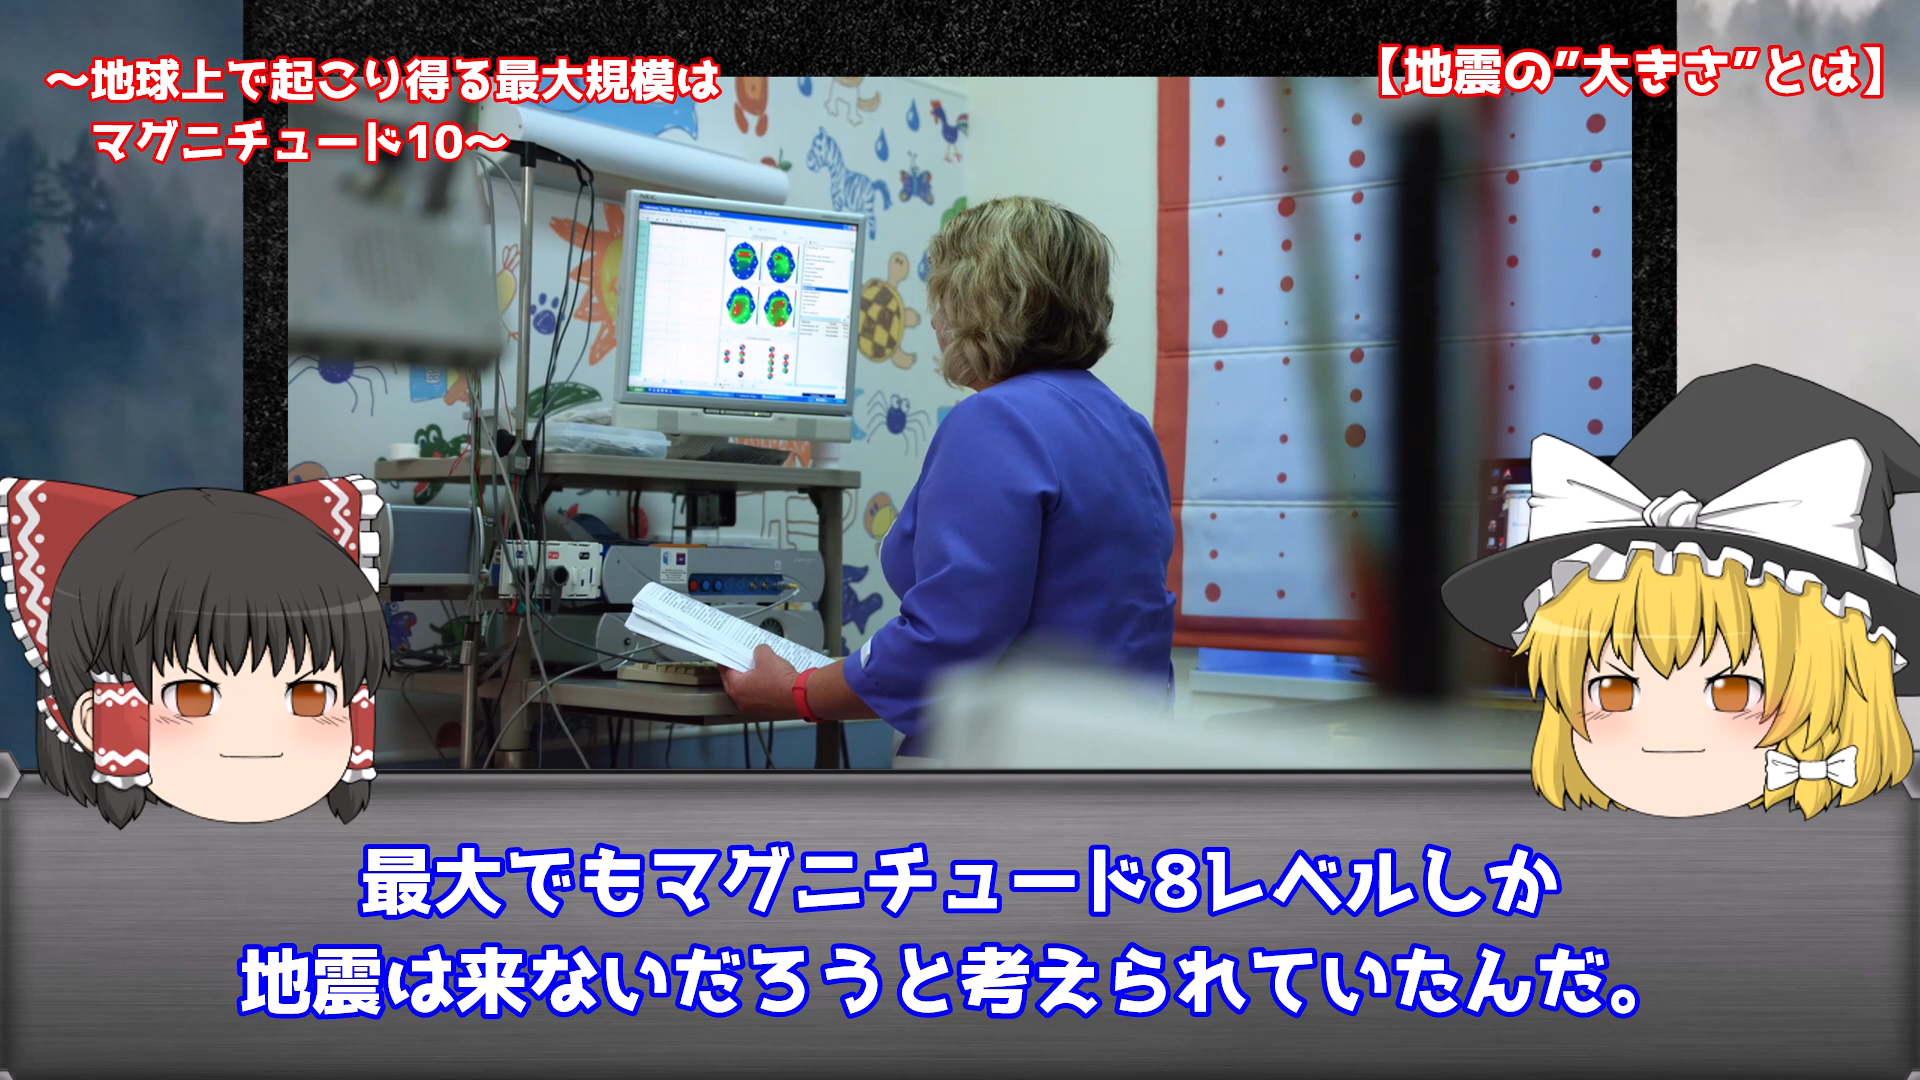 ～地球上で起こり得る最大規模は
マグニチュード10～
【地震の”大きさ”とは】
最大でもマグニチュード8レベルしか
地震は来ないだろうと考えられていたんだ。